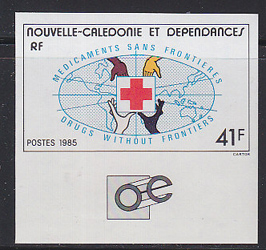 NOUVELLE-CALEDONIE ET DEPENDANCES
RF
MEDICAMENTS SANS FRONTIERES
DRUGS WITHOUT FRONTIERS
POSTES 1985
41F
CARTOR